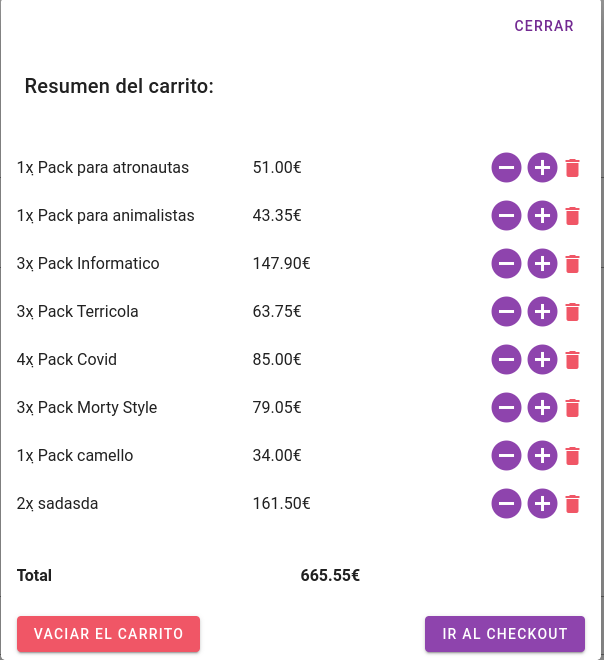 CERRAR
Resumen del carrito:
1x Pack para atronautas 51.00€
1x Pack para animalistas 43.35€
3x Pack Informatico 147.90€
3x Pack Terricola 63.75€
4x Pack Covid 85.00€
3x Pack Morty Style 79.05€
1x Pack camello 34.00€
2x sadasda 161.50€
Total 665.55€
VACIAR EL CARRITO IR AL CHECKOUT